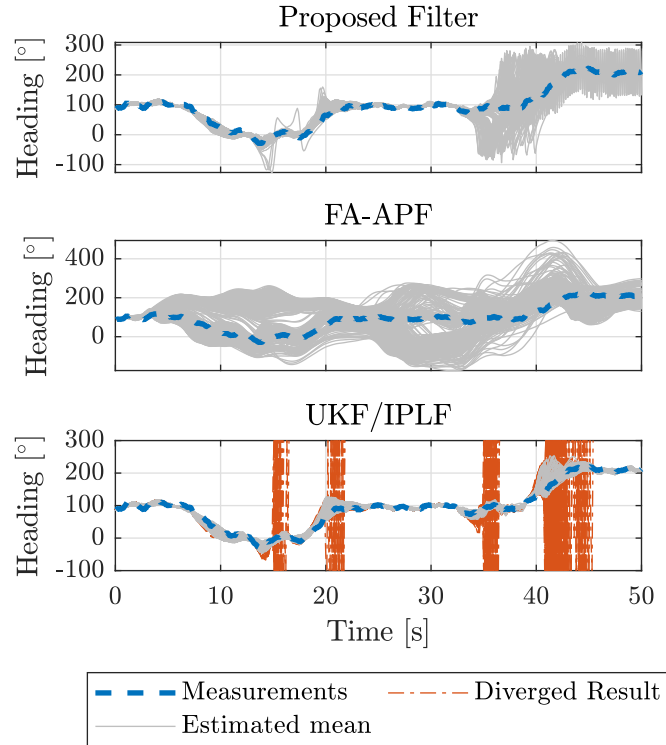 Proposed Filter
Heading [°]
300
200
100
0
-100
FA-APF
Heading [°]
400
200
0
UKF/IPLF
Heading [°]
300
200
100
0
-100
0 10 20 30 40 50
Time [s]
Measurements Diverged Result
Estimated mean